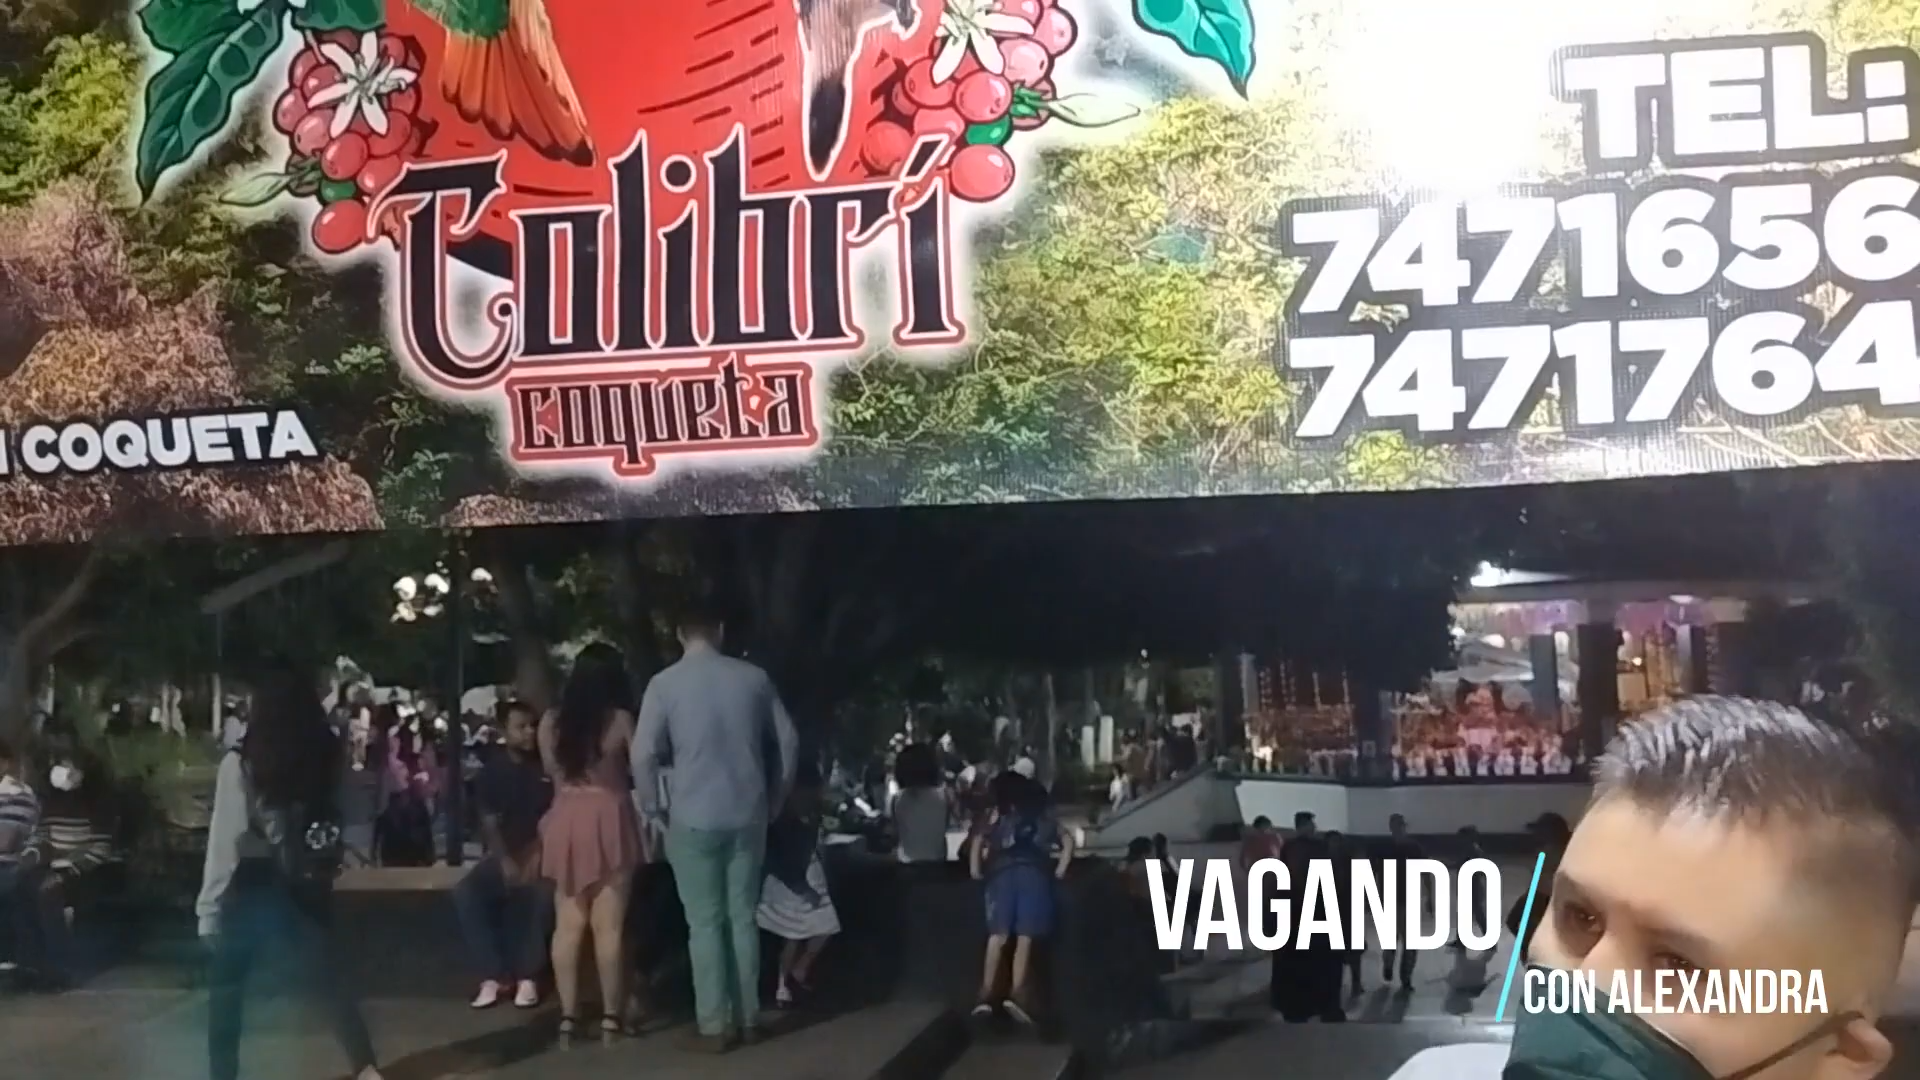 TEL:
7471656
7471764
Colibrí
coqueta
COQUETA
VAGANDO
CON ALEXANDRA